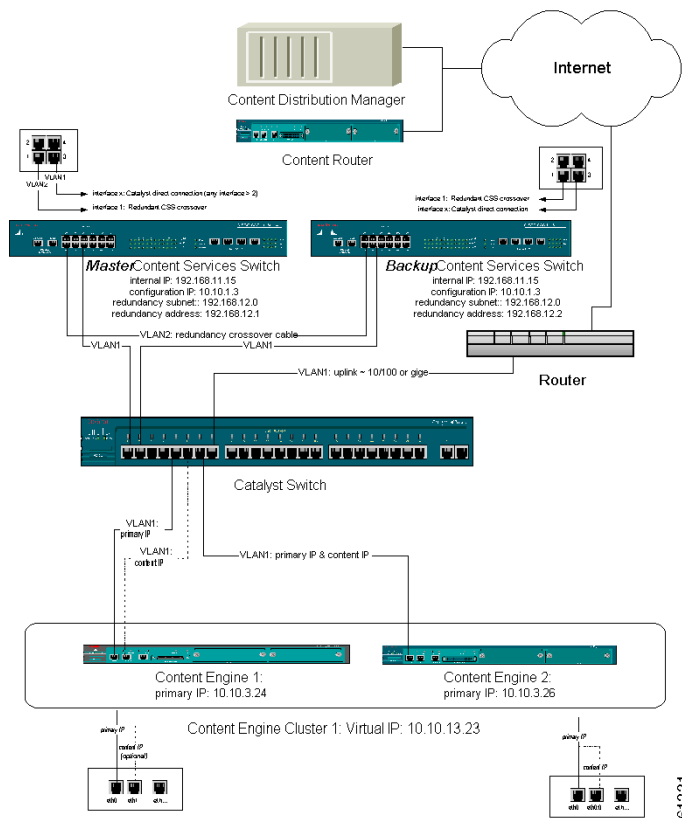 Internet
Content Distribution Manager
Content Router
2
4
1
3
VLAN1
VLAN2
interface x: Catalyst direct connection (any interface > 2)
interface 1: Redundant CSS crossover
2
4
1
3
interface 1: Redundant CSS crossover
interface x: Catalyst direct connection
Master Content Services Switch
internal IP: 192.168.11.15
configuration IP: 10.10.1.3
redundancy subnet:: 192.168.12.0
redundancy address: 192.168.12.1
Backup Content Services Switch
internal IP: 192.168.11.15
configuration IP: 10.10.1.3
redundancy subnet:: 192.168.12.0
redundancy address: 192.168.12.2
VLAN2: redundancy crossover cable
VLAN1
VLAN1
VLAN1: uplink ~ 10/100 or gige
Router
Catalyst Switch
VLAN1:
primary IP
VLAN1:
content IP
VLAN1: primary IP & content IP
Content Engine 1:
primary IP: 10.10.3.24
Content Engine 2:
primary IP: 10.10.3.26
Content Engine Cluster 1: Virtual IP: 10.10.13.23
primary IP
content IP
(optional)
eth0
eth1
eth...
primary IP
content IP
eth0
eth0:0
eth...